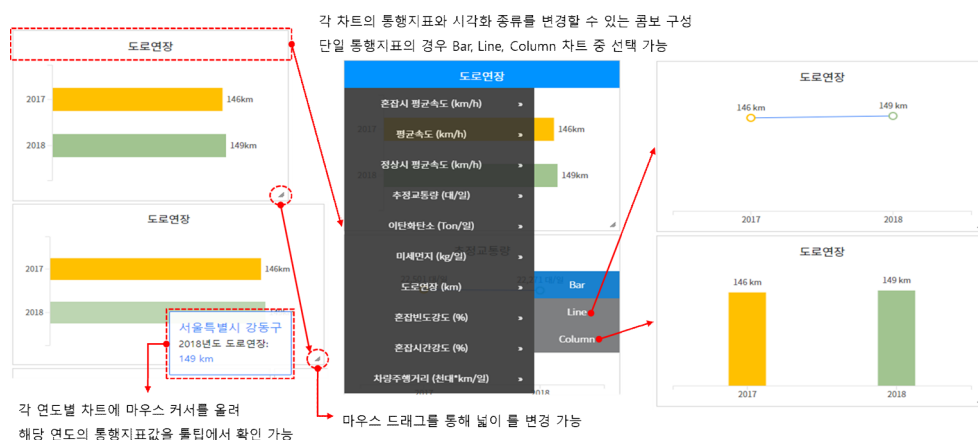 각 차트의 통행지표와 시각화 종류를 변경할 수 있는 콤보 구성
단일 통행지표의 경우 Bar, Line, Column 차트 중 선택 가능
도로연장
2017 146km
2018 149km
도로연장
2017 146km
2018
서울특별시 강동구
2018년도 도로연장:
149 km
각 연도별 차트에 마우스 커서를 올려
해당 연도의 통행지표값을 툴팁에서 확인 가능
도로연장
혼잡시 평균속도 (km/h) »
평균속도 (km/h) »
정상시 평균속도 (km/h) »
추정교통량 (대/일) »
이탄화탄소 (Ton/일) »
미세먼지 (kg/일) »
도로연장 (km) »
혼잡빈도강도 (%) »
혼잡시간강도 (%) »
차량주행거리 (천대*km/일) »
2017 146km
2018 149km
추정교통량
Bar
Line
Column
2018
마우스 드래그를 통해 넓이 를 변경 가능
도로연장
146 km 149 km
2017 2018
도로연장
146 km 149 km
2017 2018